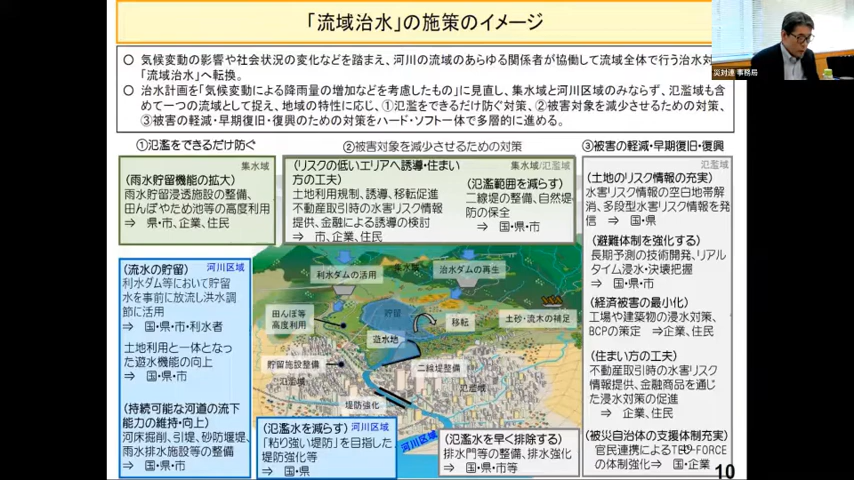 「流域治水」の施策のイメージ
災対連 事務局
○ 気候変動の影響や社会状況の変化などを踏まえ、河川の流域のあらゆる関係者が協働して流域全体で行う治水対
「流域治水」へ転換。
○ 治水計画を「気候変動による降雨量の増加などを考慮したもの」に見直し、集水域と河川区域のみならず、氾濫域も含
めて一つの流域として捉え、地域の特性に応じ、①氾濫をできるだけ防ぐ対策、②被害対象を減少させるための対策、
③被害の軽減・早期復旧・復興のための対策をハード・ソフト一体で多層的に進める。
①氾濫をできるだけ防ぐ
集水域
(雨水貯留機能の拡大)
雨水貯留浸透施設の整備、
田んぼやため池等の高度利用
⇒ 県・市、企業、住民
(流水の貯留) 河川区域
利水ダム等において貯留
水を事前に放流し洪水調
節に活用
⇒ 国・県・市・利水者
土地利用と一体となっ
た遊水機能の向上
⇒ 国・県・市
(持続可能な河道の流下
能力の維持・向上)
河床掘削、引堤、砂防堰堤、
雨水排水施設等の整備
⇒ 国・県・市
②被害対象を減少させるための対策
(リスクの低いエリアへ誘導・住まい
方の工夫)
土地利用規制、誘導、移転促進
不動産取引時の水害リスク情報
提供、金融による誘導の検討
⇒ 市、企業、住民
集水域/氾濫域
(氾濫範囲を減らす)
二線堤の整備、自然堤
防の保全
⇒ 国・県・市
利水ダムの活用
集水域
治水ダムの再生
田んぼ等
高度利用
貯留
遊水地
移転
土砂・流木の補足
貯留施設整備
二線堤整備
氾濫域
氾濫域
堤防強化
河川区域
(氾濫水を減らす) 河川区域
「粘り強い堤防」を目指した
堤防強化等
⇒ 国・県
(氾濫水を早く排除する)
排水門等の整備、排水強化
⇒ 国・県・市等
③被害の軽減・早期復旧・復興
氾濫域
(土地のリスク情報の充実)
水害リスク情報の空白地帯解
消、多段型水害リスク情報を発
信 ⇒ 国・県
(避難体制を強化する)
長期予測の技術開発、リアル
タイム浸水・決壊把握
⇒ 国・県・市
(経済被害の最小化)
工場や建築物の浸水対策、
BCPの策定 ⇒企業、住民
(住まい方の工夫)
不動産取引時の水害リスク
情報提供、金融商品を通じ
た浸水対策の促進
⇒ 企業、住民
(被災自治体の支援体制充実)
官民連携によるTEC-FORCE
の体制強化⇒ 国・企業
10